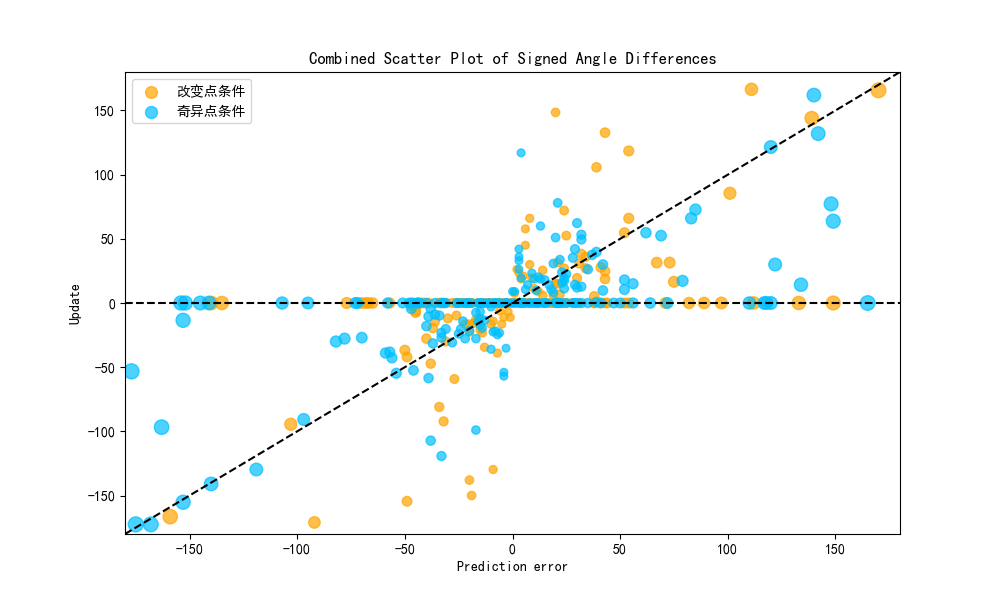 Combined Scatter Plot of Signed Angle Differences
改变点条件
奇异点条件
Update
150
100
50
0
−50
−100
−150
−150
−100
−50
0
50
100
150
Prediction error